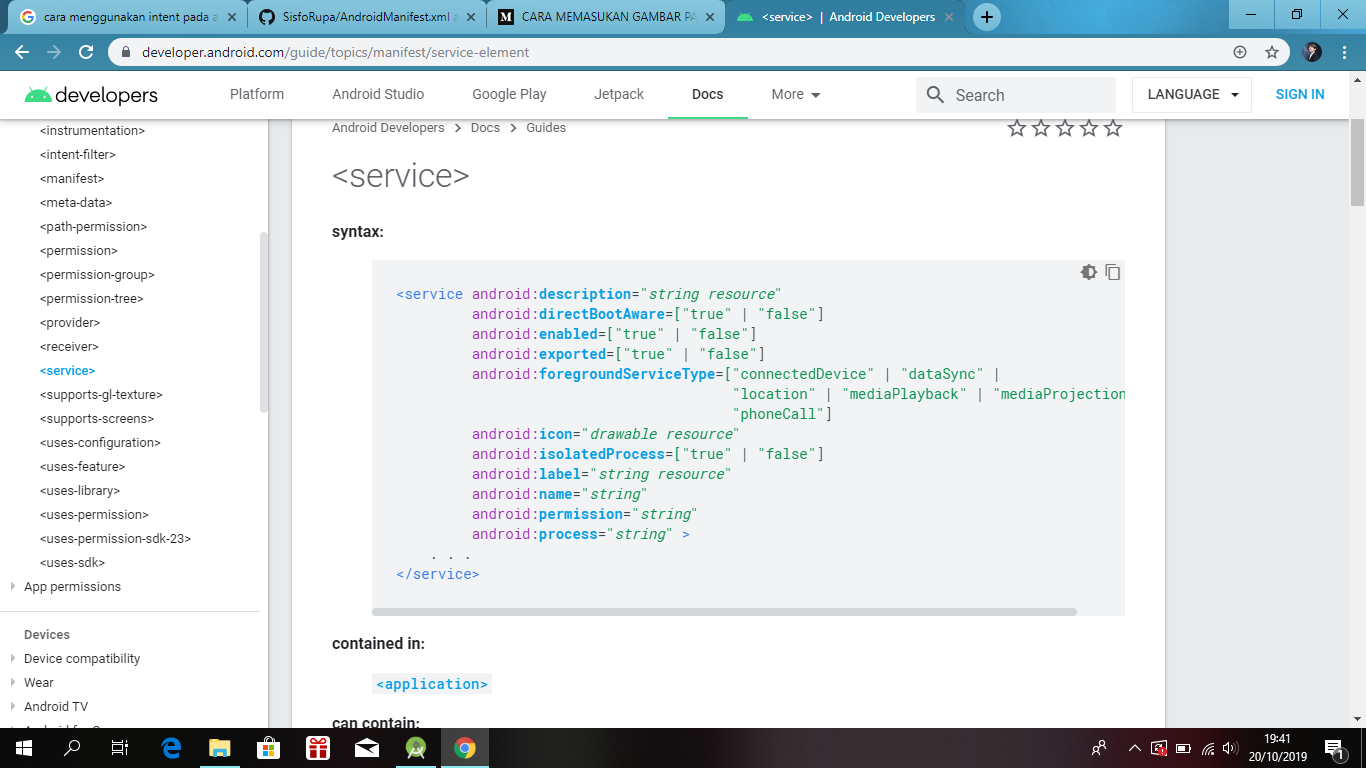 cara menggunakan intent pada a
SisfoRupa/AndroidManifest.xml a
CARA MEMASUKAN GAMBAR PA
<service> | Android Developers
developer.android.com/guide/topics/manifest/service-element
developers
Platform
Android Studio
Google Play
Jetpack
Docs
More
Search
LANGUAGE
SIGN IN
<instrumentation>
<intent-filter>
<manifest>
<meta-data>
<path-permission>
<permission>
<permission-group>
<permission-tree>
<provider>
<receiver>
<service>
<supports-gl-texture>
<supports-screens>
<uses-configuration>
<uses-feature>
<uses-library>
<uses-permission>
<uses-permission-sdk-23>
<uses-sdk>
App permissions
Devices
Device compatibility
Wear
Android TV
Android Developers > Docs > Guides
<service>
syntax:
<service android:description="string resource"
android:directBootAware=["true" | "false"]
android:enabled=["true" | "false"]
android:exported=["true" | "false"]
android:foregroundServiceType=["connectedDevice" | "dataSync" |
"location" | "mediaPlayback" | "mediaProjection
"phoneCall"]
android:icon="drawable resource"
android:isolatedProcess=["true" | "false"]
android:label="string resource"
android:name="string"
android:permission="string"
android:process="string" >
. . .
</service>
contained in:
<application>
can contain:
19:41
20/10/2019
1